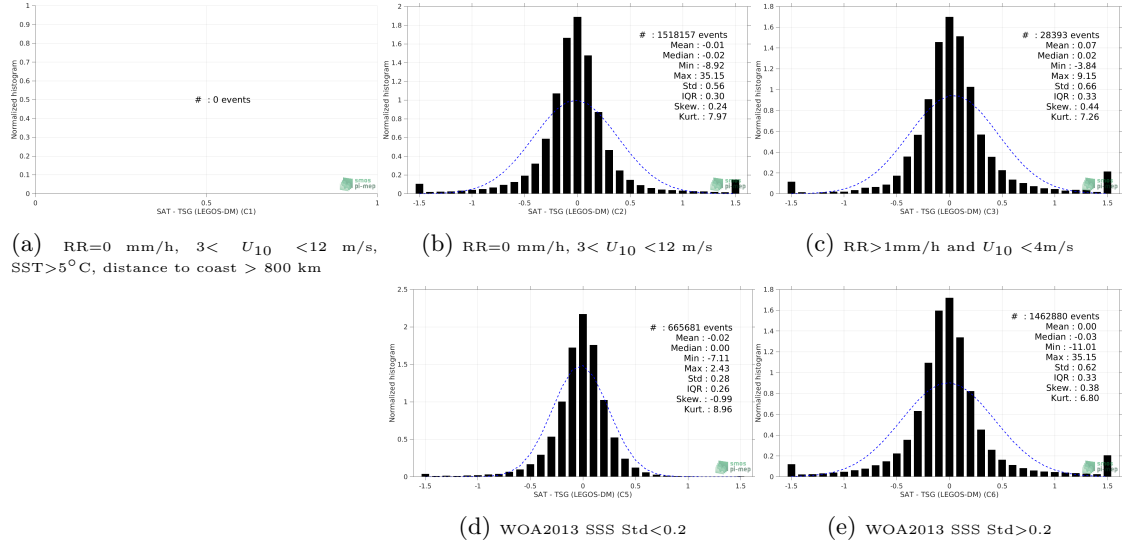 1
0.9
0.8
0.7
0.6
0.5
0.4
0.3
0.2
0.1
0
Normalized histogram
# : 0 events
0 0.5 1
SAT - TSG (LEGOS-DM) (C1)
smos
pi-mep
(a) RR=0 mm/h, 3< U10 <12 m/s,
SST>5°C, distance to coast > 800 km
2
1.8
1.6
1.4
1.2
1
0.8
0.6
0.4
0.2
0
Normalized histogram
# : 1518157 events
Mean : -0.01
Median : -0.02
Min : -8.92
Max : 35.15
Std : 0.56
IQR : 0.30
Skew. : 0.24
Kurt. : 7.97
-1.5 -1 -0.5 0 0.5 1 1.5
SAT - TSG (LEGOS-DM) (C2)
smos
pi-mep
(b) RR=0 mm/h, 3< U10 <12 m/s
1.8
1.6
1.4
1.2
1
0.8
0.6
0.4
0.2
0
Normalized histogram
# : 28393 events
Mean : 0.07
Median : 0.02
Min : -3.84
Max : 9.15
Std : 0.66
IQR : 0.33
Skew. : 0.44
Kurt. : 7.26
-1.5 -1 -0.5 0 0.5 1 1.5
SAT - TSG (LEGOS-DM) (C3)
smos
pi-mep
(c) RR>1mm/h and U10 <4m/s
2.5
2
1.5
1
0.5
0
Normalized histogram
# : 665681 events
Mean : -0.02
Median : 0.00
Min : -7.11
Max : 2.43
Std : 0.28
IQR : 0.26
Skew. : -0.99
Kurt. : 8.96
-1.5 -1 -0.5 0 0.5 1 1.5
SAT - TSG (LEGOS-DM) (C5)
smos
pi-mep
(d) WOA2013 SSS Std<0.2
1.8
1.6
1.4
1.2
1
0.8
0.6
0.4
0.2
0
Normalized histogram
# : 1462880 events
Mean : 0.00
Median : -0.03
Min : -11.01
Max : 35.15
Std : 0.62
IQR : 0.33
Skew. : 0.38
Kurt. : 6.80
-1.5 -1 -0.5 0 0.5 1 1.5
SAT - TSG (LEGOS-DM) (C6)
smos
pi-mep
(e) WOA2013 SSS Std>0.2